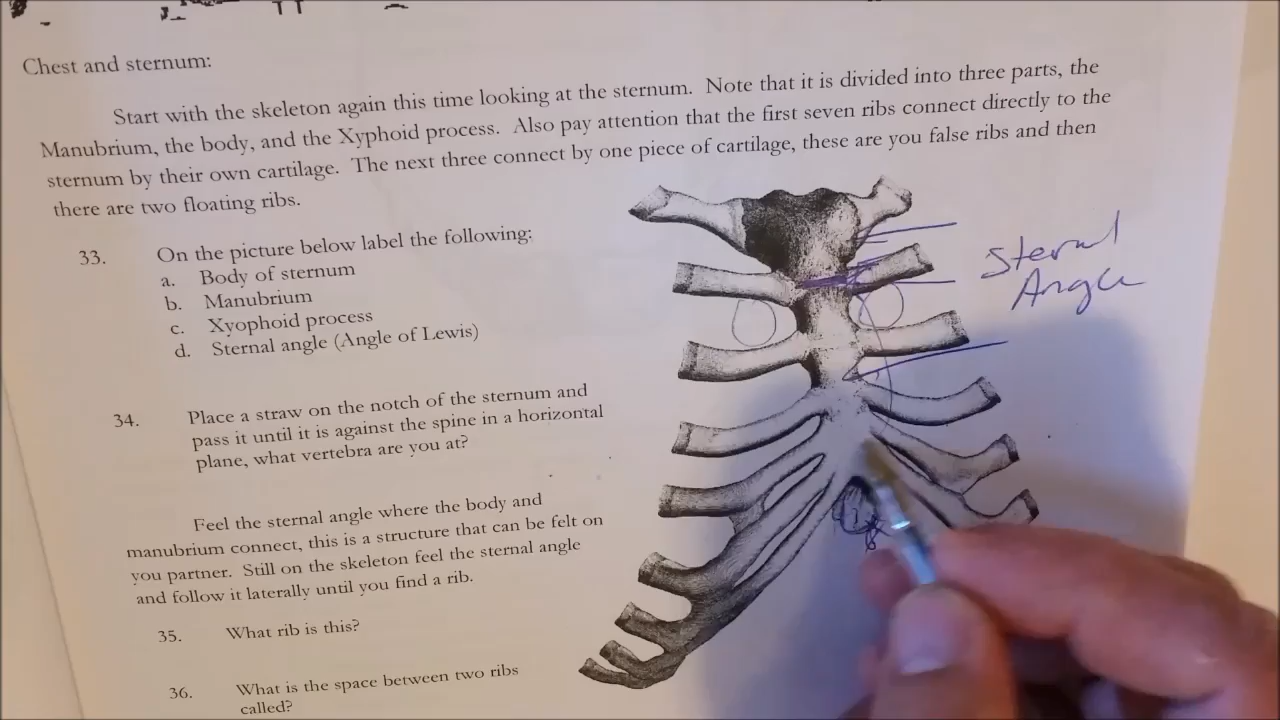 Chest and sternum:
Start with the skeleton again this time looking at the sternum. Note that it is divided into three parts, the
Manubrium, the body, and the Xyphoid process. Also pay attention that the first seven ribs connect directly to the
sternum by their own cartilage. The next three connect by one piece of cartilage, these are you false ribs and then
there are two floating ribs.
33. On the picture below label the following:
a. Body of sternum
b. Manubrium
c. Xyophoid process
d. Sternal angle (Angle of Lewis)
Sternal
Angle
34. Place a straw on the notch of the sternum and
pass it until it is against the spine in a horizontal
plane, what vertebra are you at?
Feel the sternal angle where the body and
manubrium connect, this is a structure that can be felt on
you partner. Still on the skeleton feel the sternal angle
and follow it laterally until you find a rib.
35. What rib is this?
36. What is the space between two ribs
called?